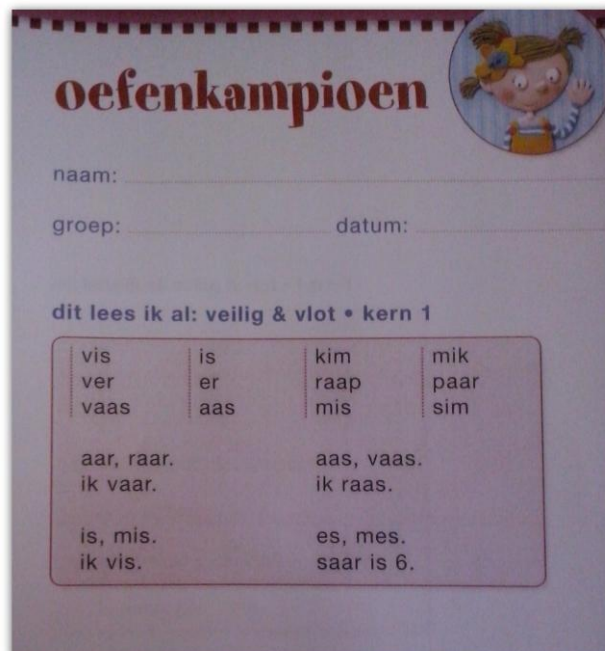 oefenkampioen
naam:
groep: datum:
dit lees ik al: veilig & vlot • kern 1
vis is kim mik
ver er raap paar
vaas aas mis sim
aar, raar. aas, vaas.
ik vaar. ik raas.
is, mis. es, mes.
ik vis. saar is 6.